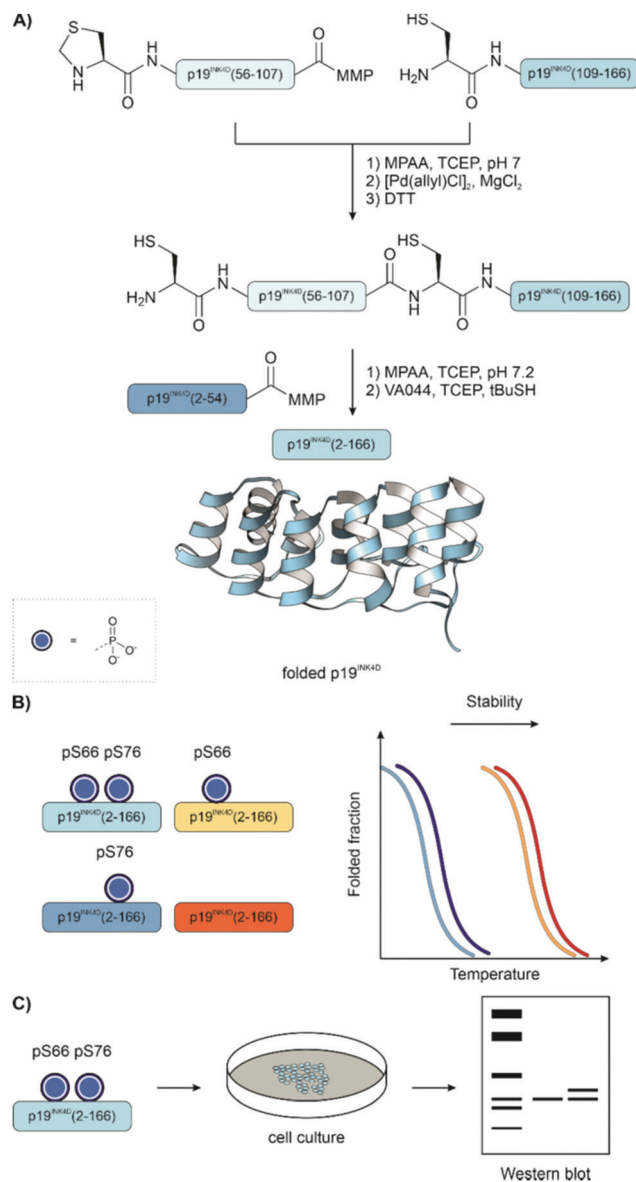 A)
S
NH
O
H
N
p19INK4D(56-107)
O
MMP
HS
H2N
O
H
N
p19INK4D(109-166)
1) MPAA, TCEP, pH 7
2) [Pd(allyl)Cl]2, MgCl2
3) DTT
HS
H2N
O
H
N
p19INK4D(56-107)
O
N
H
HS
O
H
N
p19INK4D(109-166)
p19INK4D(2-54)
O
MMP
1) MPAA, TCEP, pH 7.2
2) VA044, TCEP, tBuSH
p19INK4D(2-166)
= P O O- O-
folded p19INK4D
B)
pS66 pS76
p19INK4D(2-166)
pS66
p19INK4D(2-166)
pS76
p19INK4D(2-166)
p19INK4D(2-166)
Stability
Folded fraction
Temperature
C)
pS66 pS76
p19INK4D(2-166)
cell culture
Western blot